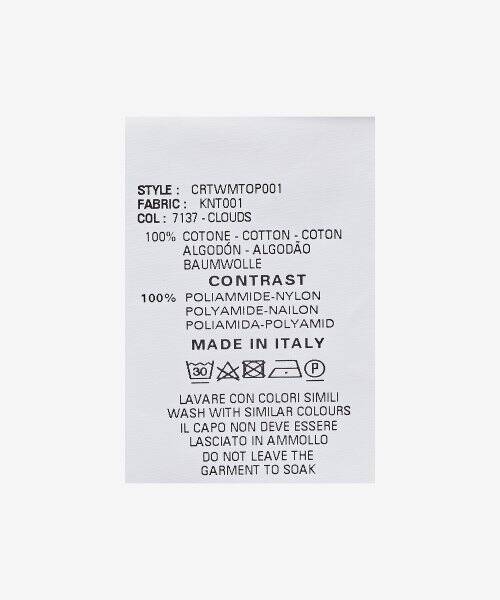 STYLE : CRTWMTOP001
FABRIC : KNT001
COL : 7137 - CLOUDS
100% COTONE - COTTON - COTON
ALGODÓN - ALGODÃO
BAUMWOLLE
CONTRAST
100% POLIAMMIDE-NYLON
POLYAMIDE-NAILON
POLIAMIDA-POLYAMID
MADE IN ITALY
30 P
LAVARE CON COLORI SIMILI
WASH WITH SIMILAR COLOURS
IL CAPO NON DEVE ESSERE
LASCIATO IN AMMOLLO
DO NOT LEAVE THE
GARMENT TO SOAK